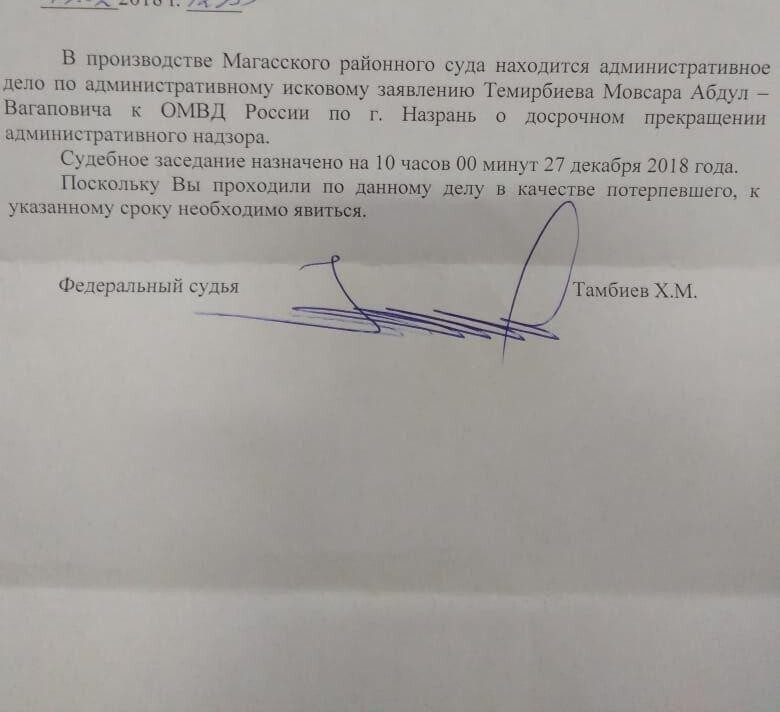 2018 г.
В производстве Магасского районного суда находится административное
дело по административному исковому заявлению Темирбиева Мовсара Абдул –
Вагаповича к ОМВД России по г. Назрань о досрочном прекращении
административного надзора.
Судебное заседание назначено на 10 часов 00 минут 27 декабря 2018 года.
Поскольку Вы проходили по данному делу в качестве потерпевшего, к
указанному сроку необходимо явиться.
Федеральный судья Тамбиев Х.М.